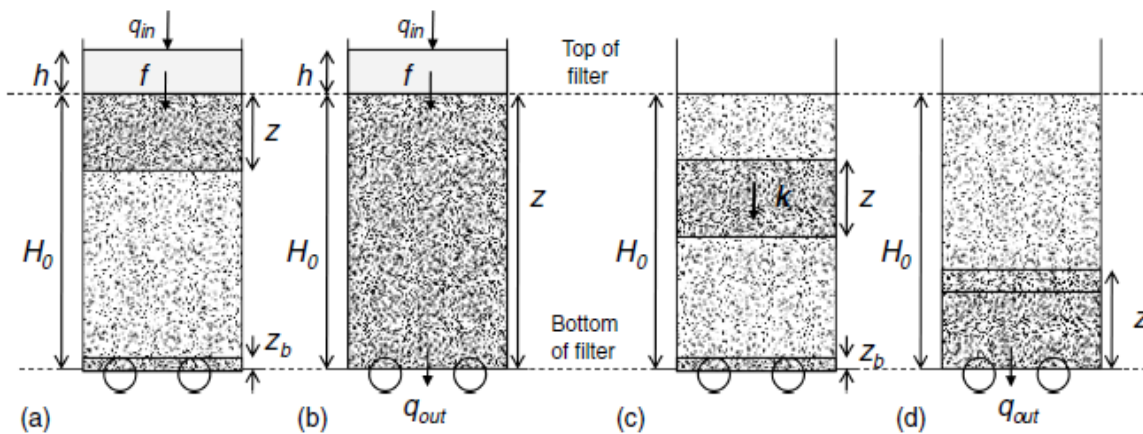 q_in
q_in
Top of
filter
h
f
h
f
z
k
z
z
H_0
H_0
H_0
H_0
Bottom
of filter
z_b
z_b
z
q_out
q_out
(a)
(b)
(c)
(d)